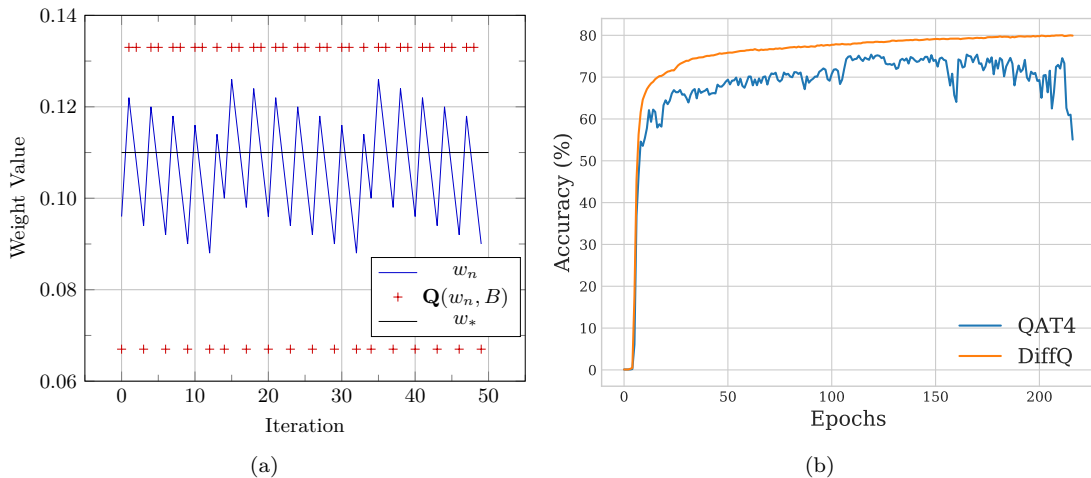 0.14
0.12
0.10
0.08
0.06
Weight Value
0 10 20 30 40 50
Iteration
w_n
Q(w_n, B)
w_*
(a)
80
70
60
50
40
30
20
10
0
Accuracy (%)
0 50 100 150 200
Epochs
QAT4
DiffQ
(b)